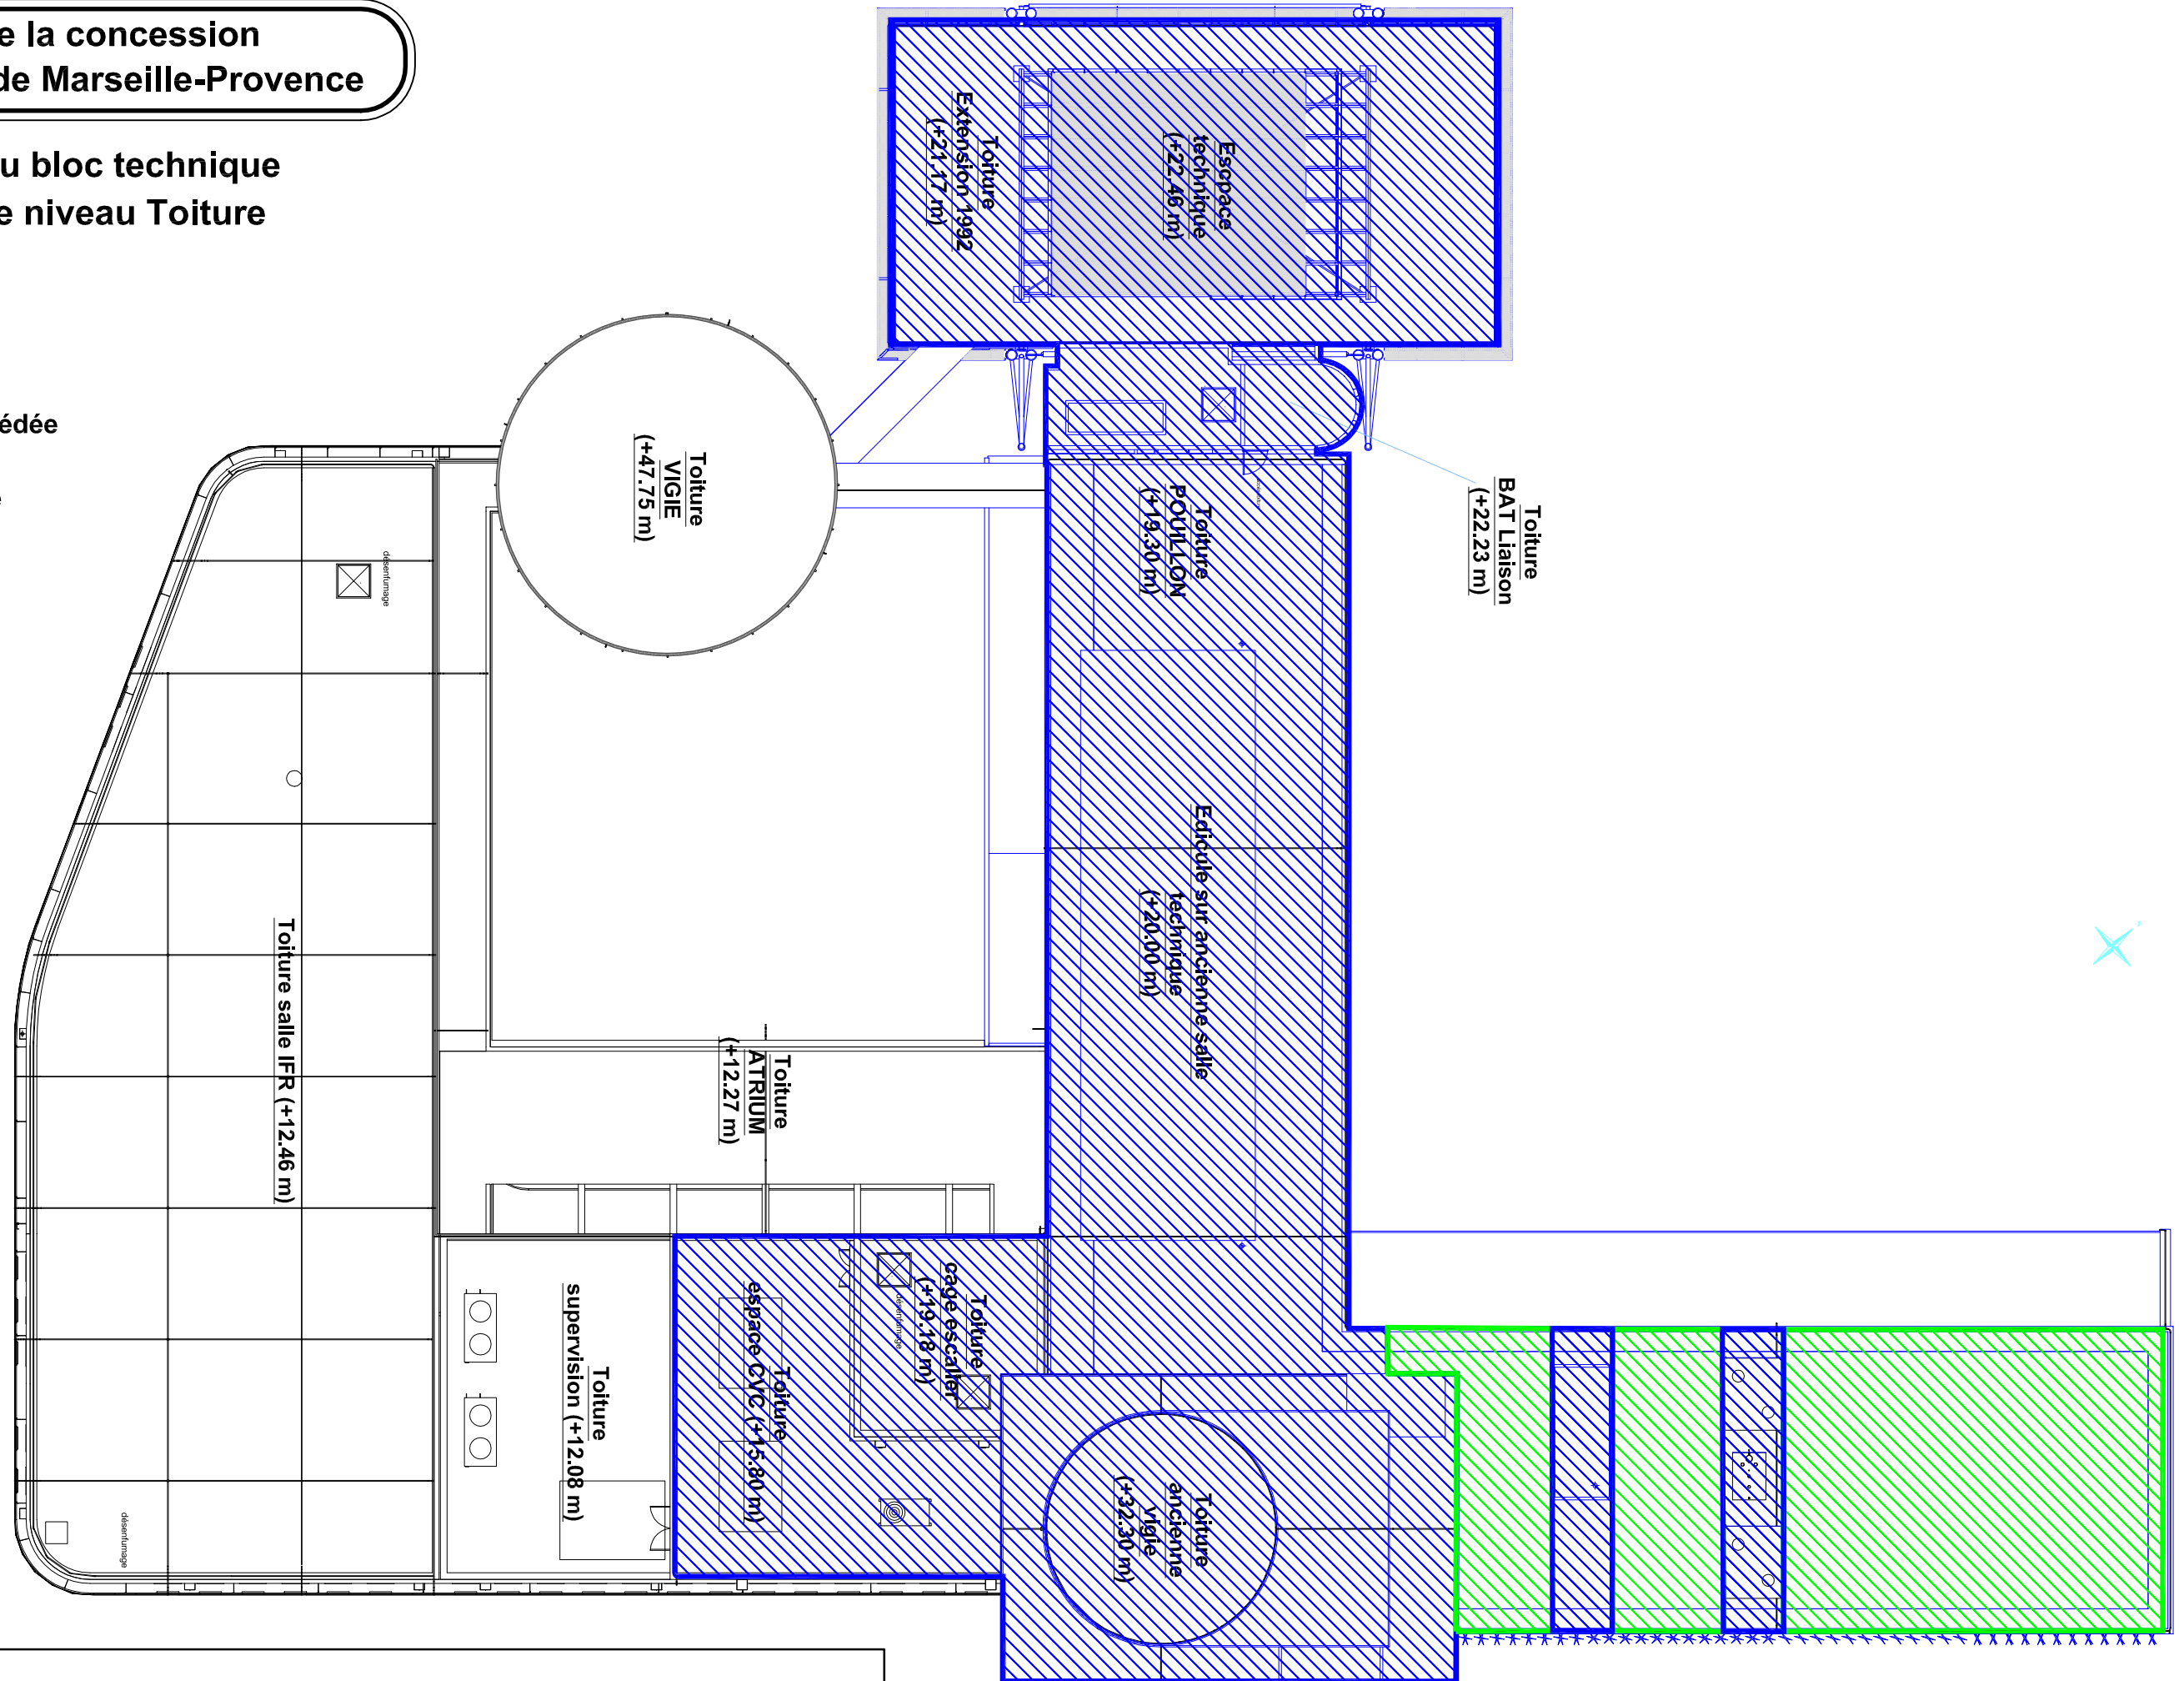 e la concession
de Marseille-Provence
u bloc technique
e niveau Toiture
édée
Toiture
Extension 1992
(+21.17 m)
Escpace
technique
(+22.46 m)
Toiture
VIGIE
(+47.75 m)
Toiture
POUILLON
(+19.30 m)
Toiture
BAT Liaison
(+22.23 m)
désenfumage
Edicule sur ancienne salle
technique
(+20.00 m)
Toiture salle IFR (+12.46 m)
Toiture
ATRIUM
(+12.27 m)
Toiture
cage escalier
(+19.18 m)
désenfumage
Toiture
espace CVC (+15.80 m)
Toiture
supervision (+12.08 m)
Toiture
ancienne
vigie
(+32.30 m)
désenfumage